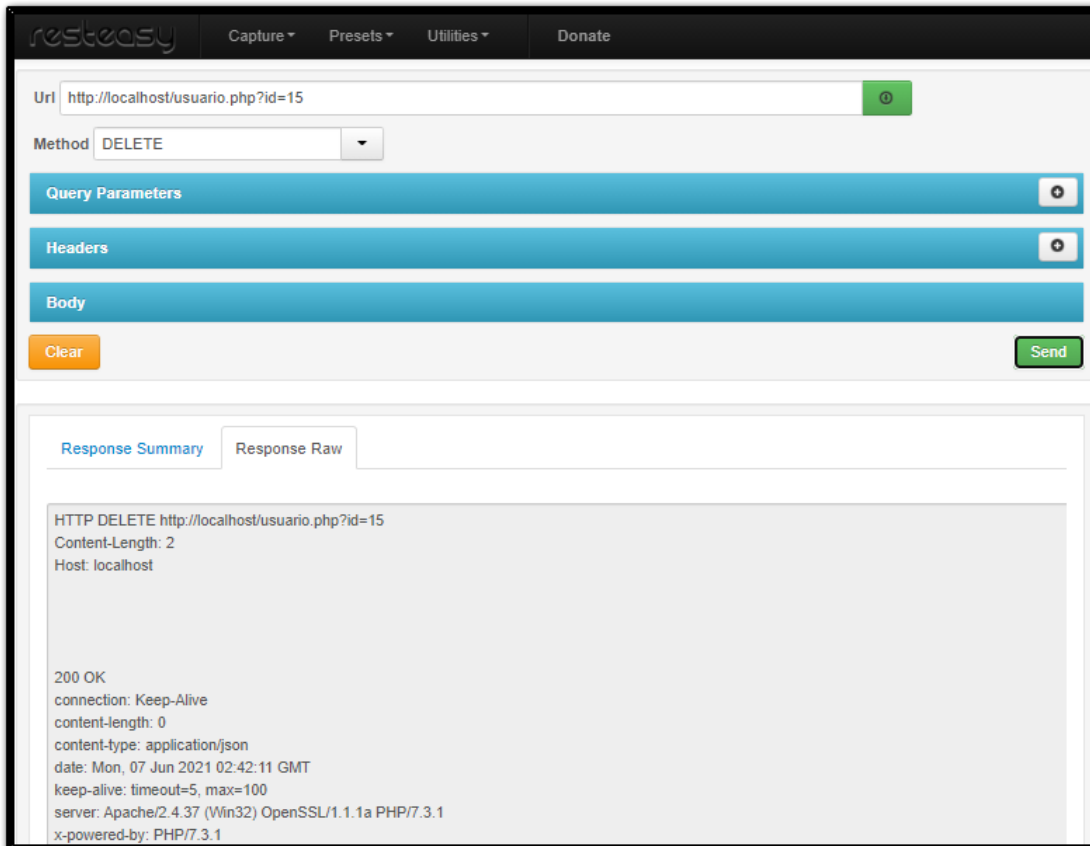 resteasy Capture Presets Utilities Donate
Url http://localhost/usuario.php?id=15
Method DELETE
Query Parameters
Headers
Body
Clear Send
Response Summary Response Raw
HTTP DELETE http://localhost/usuario.php?id=15
Content-Length: 2
Host: localhost
200 OK
connection: Keep-Alive
content-length: 0
content-type: application/json
date: Mon, 07 Jun 2021 02:42:11 GMT
keep-alive: timeout=5, max=100
server: Apache/2.4.37 (Win32) OpenSSL/1.1.1a PHP/7.3.1
x-powered-by: PHP/7.3.1